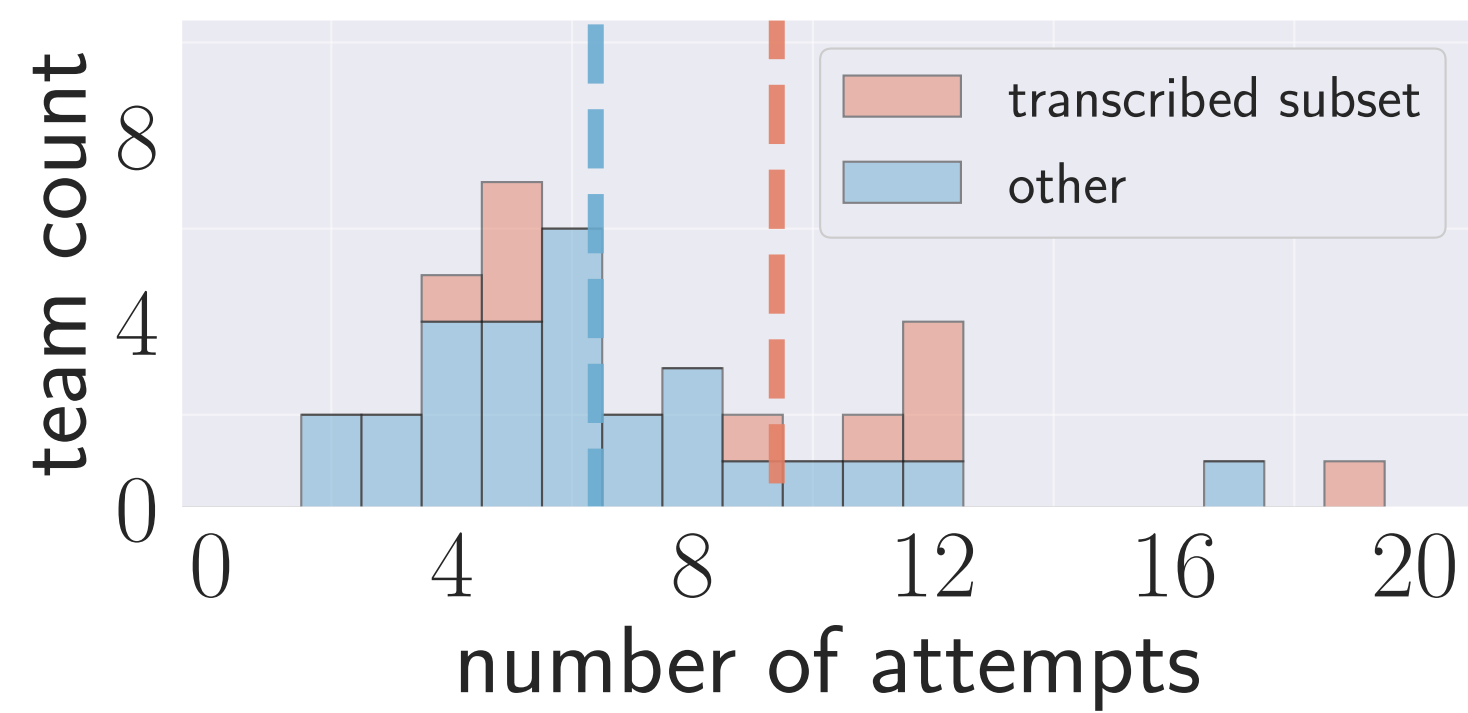 transcribed subset
other
team count
8
4
0
0 4 8 12 16 20
number of attempts